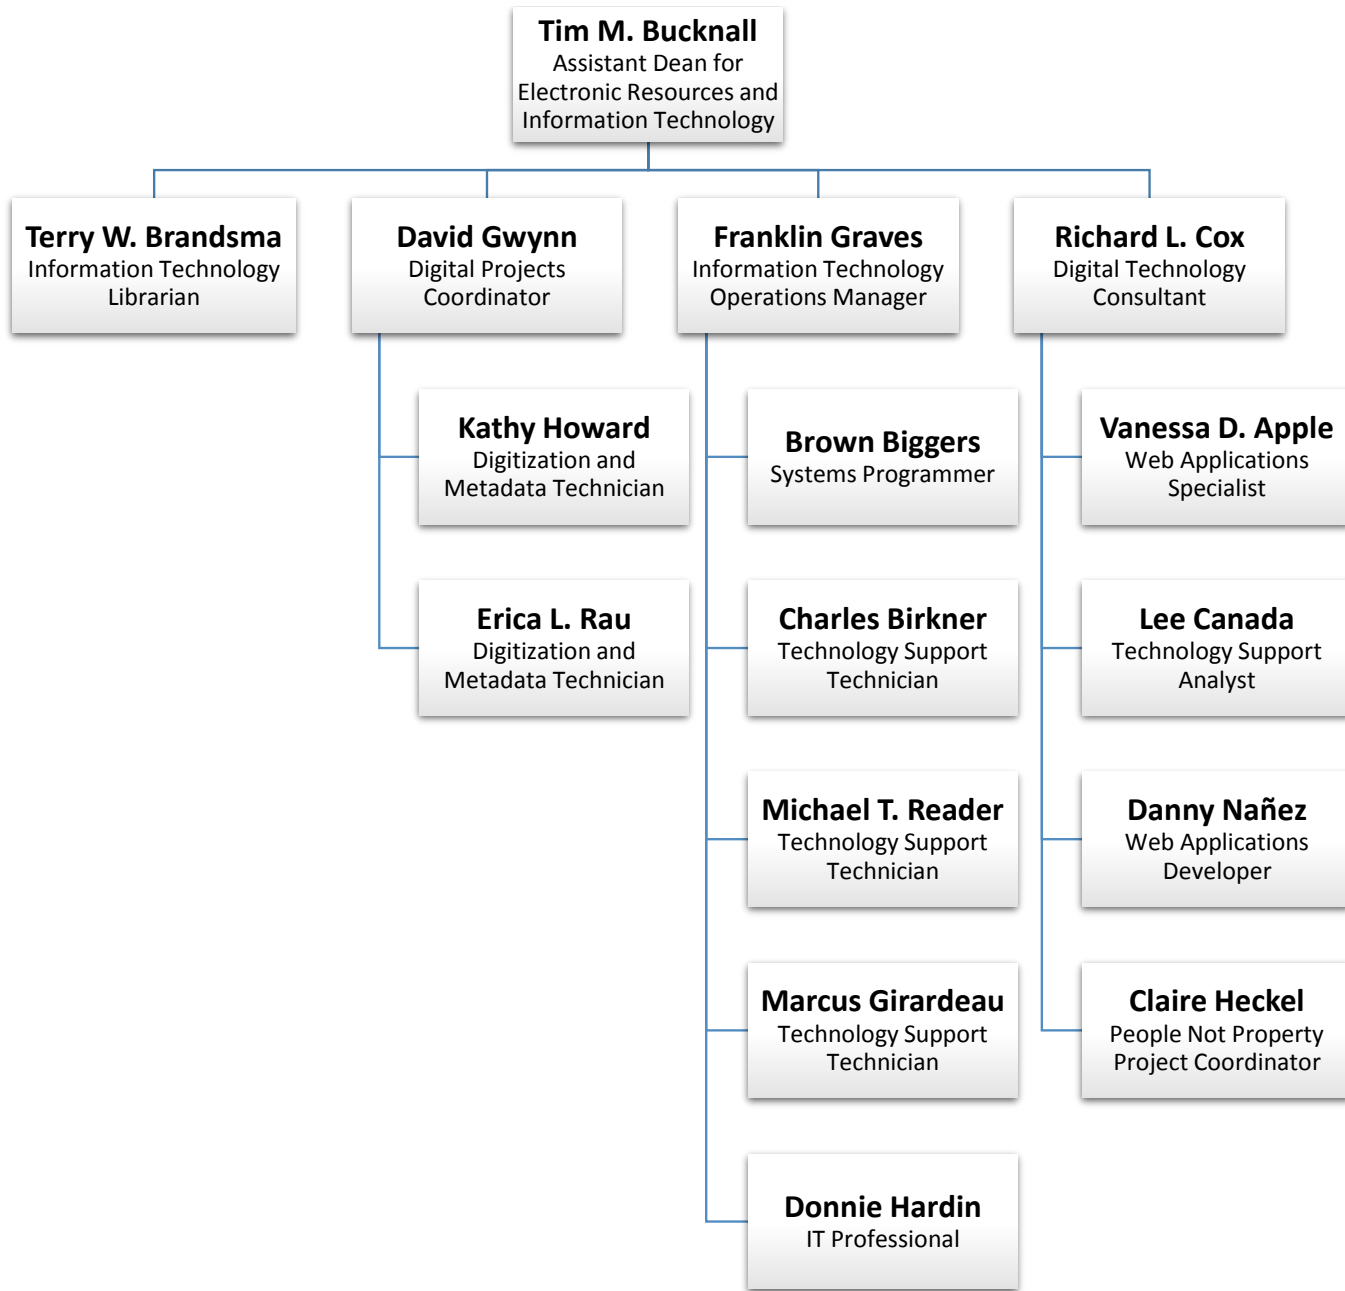 Tim M. Bucknall
Assistant Dean for
Electronic Resources and
Information Technology
Terry W. Brandsma
Information Technology
Librarian
David Gwynn
Digital Projects
Coordinator
Franklin Graves
Information Technology
Operations Manager
Richard L. Cox
Digital Technology
Consultant
Kathy Howard
Digitization and
Metadata Technician
Erica L. Rau
Digitization and
Metadata Technician
Brown Biggers
Systems Programmer
Charles Birkner
Technology Support
Technician
Michael T. Reader
Technology Support
Technician
Marcus Girardeau
Technology Support
Technician
Donnie Hardin
IT Professional
Vanessa D. Apple
Web Applications
Specialist
Lee Canada
Technology Support
Analyst
Danny Nañez
Web Applications
Developer
Claire Heckel
People Not Property
Project Coordinator